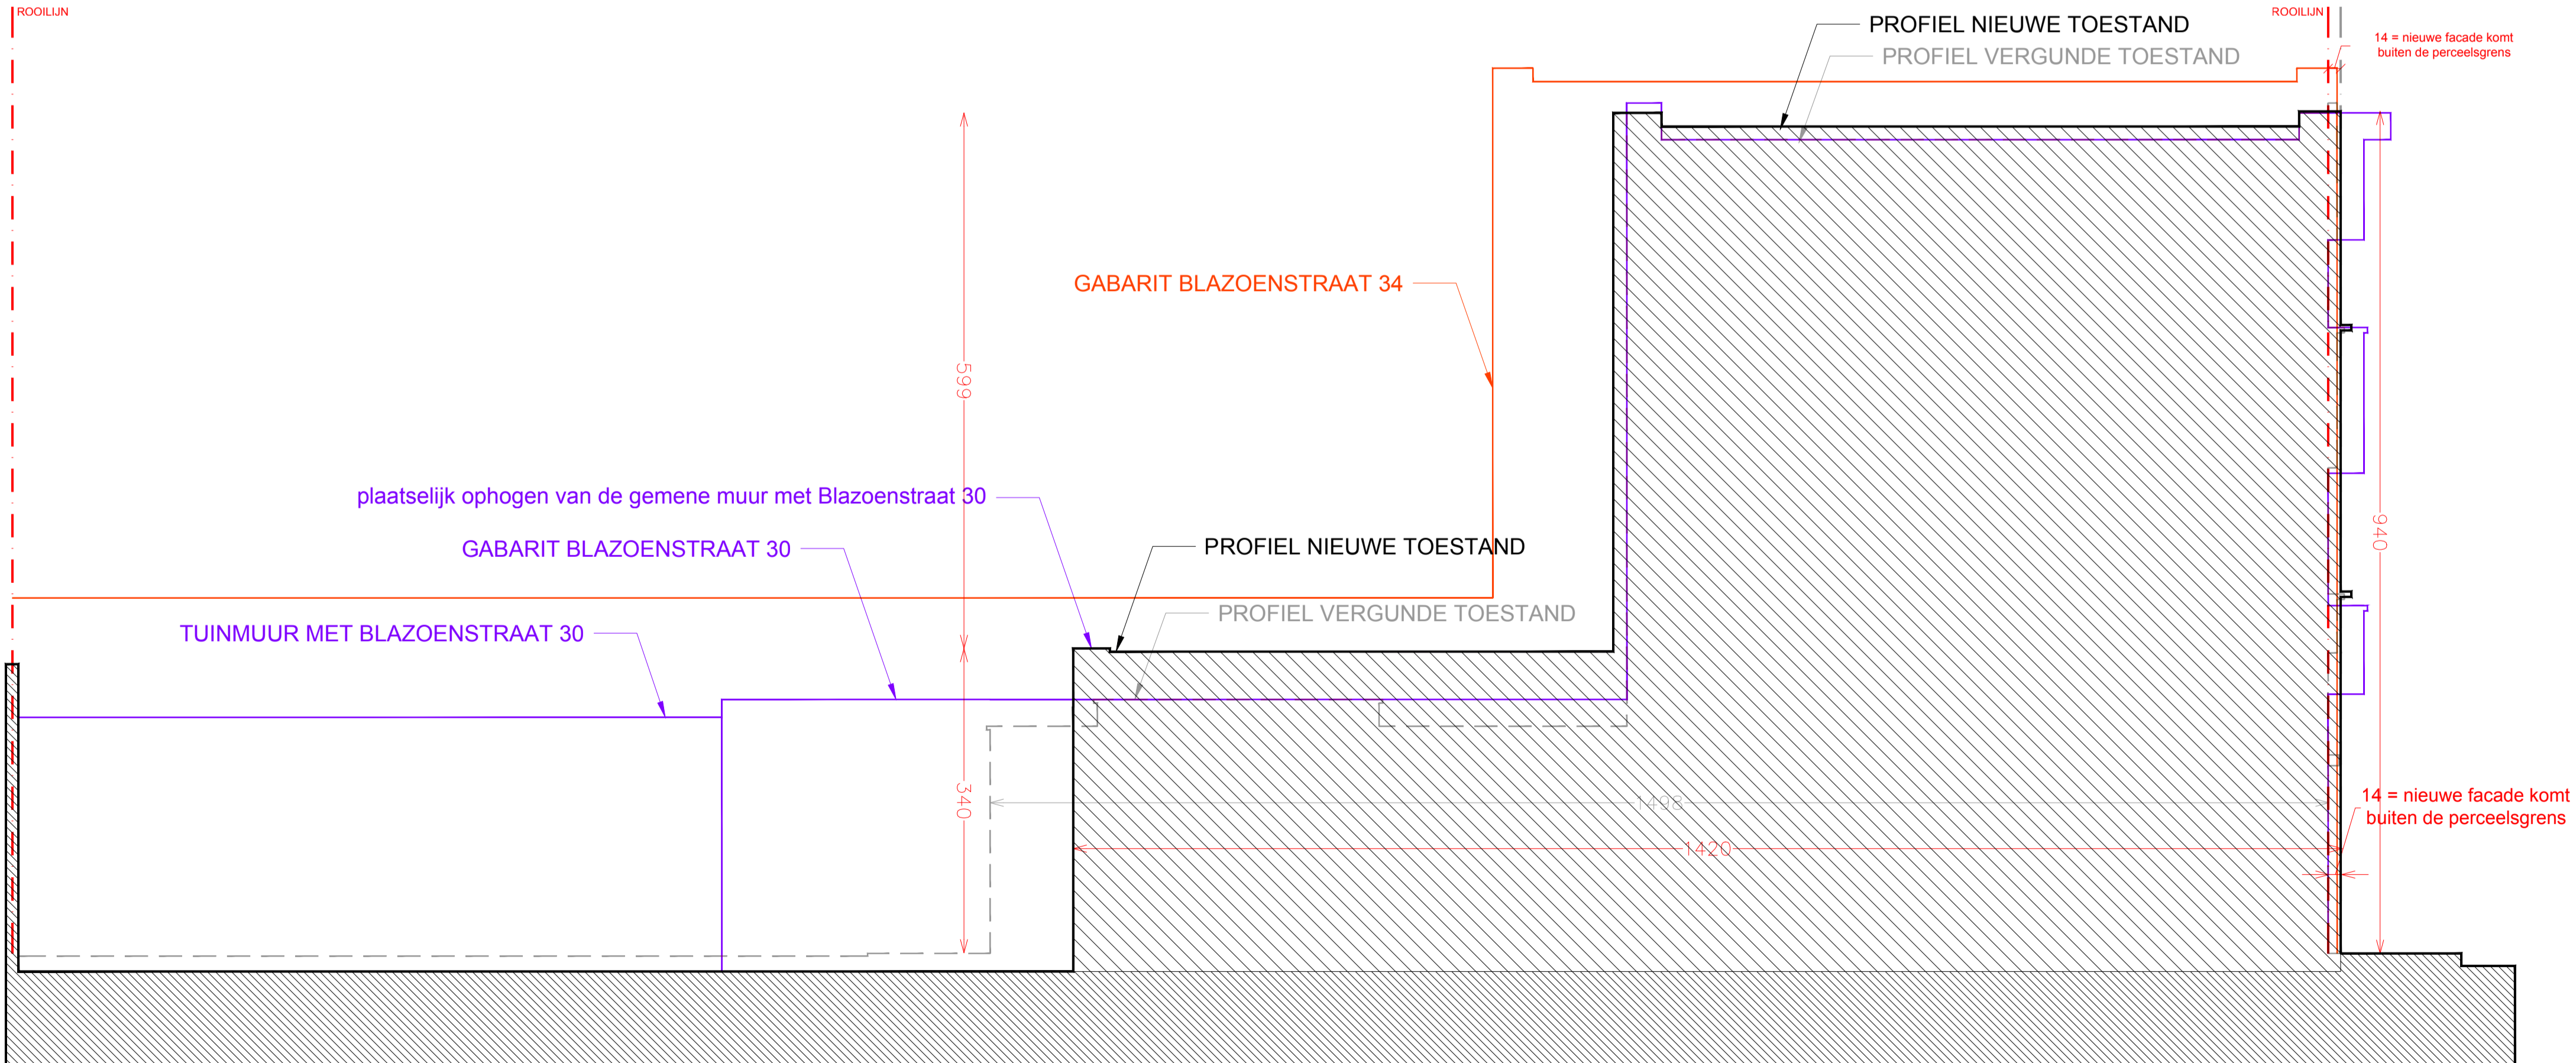 ROOILIJN
ROOILIJN
PROFIEL NIEUWE TOESTAND
PROFIEL VERGUNDE TOESTAND
14 = nieuwe facade komt
buiten de perceelsgrens
GABARIT BLAZOENSTRAAT 34
599
plaatselijk ophogen van de gemene muur met Blazoenstraat 30
GABARIT BLAZOENSTRAAT 30
PROFIEL NIEUWE TOESTAND
940
PROFIEL VERGUNDE TOESTAND
TUINMUUR MET BLAZOENSTRAAT 30
340
1498
14 = nieuwe facade komt
buiten de perceelsgrens
1420